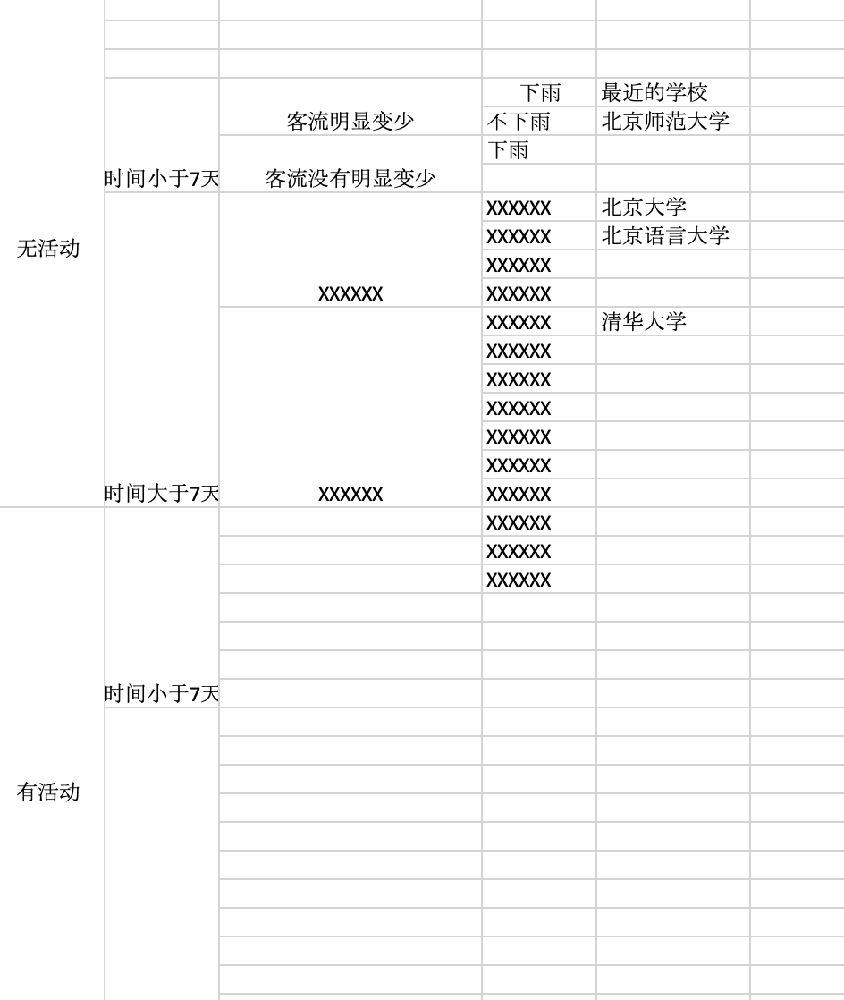 下雨 最近的学校
客流明显变少 不下雨 北京师范大学
下雨
时间小于7天 客流没有明显变少
XXXXXX 北京大学
XXXXXX 北京语言大学
无活动
XXXXXX
XXXXXX XXXXXX
XXXXXX 清华大学
XXXXXX
XXXXXX
XXXXXX
XXXXXX
XXXXXX
时间大于7天 XXXXXX XXXXXX
XXXXXX
XXXXXX
XXXXXX
时间小于7天
有活动